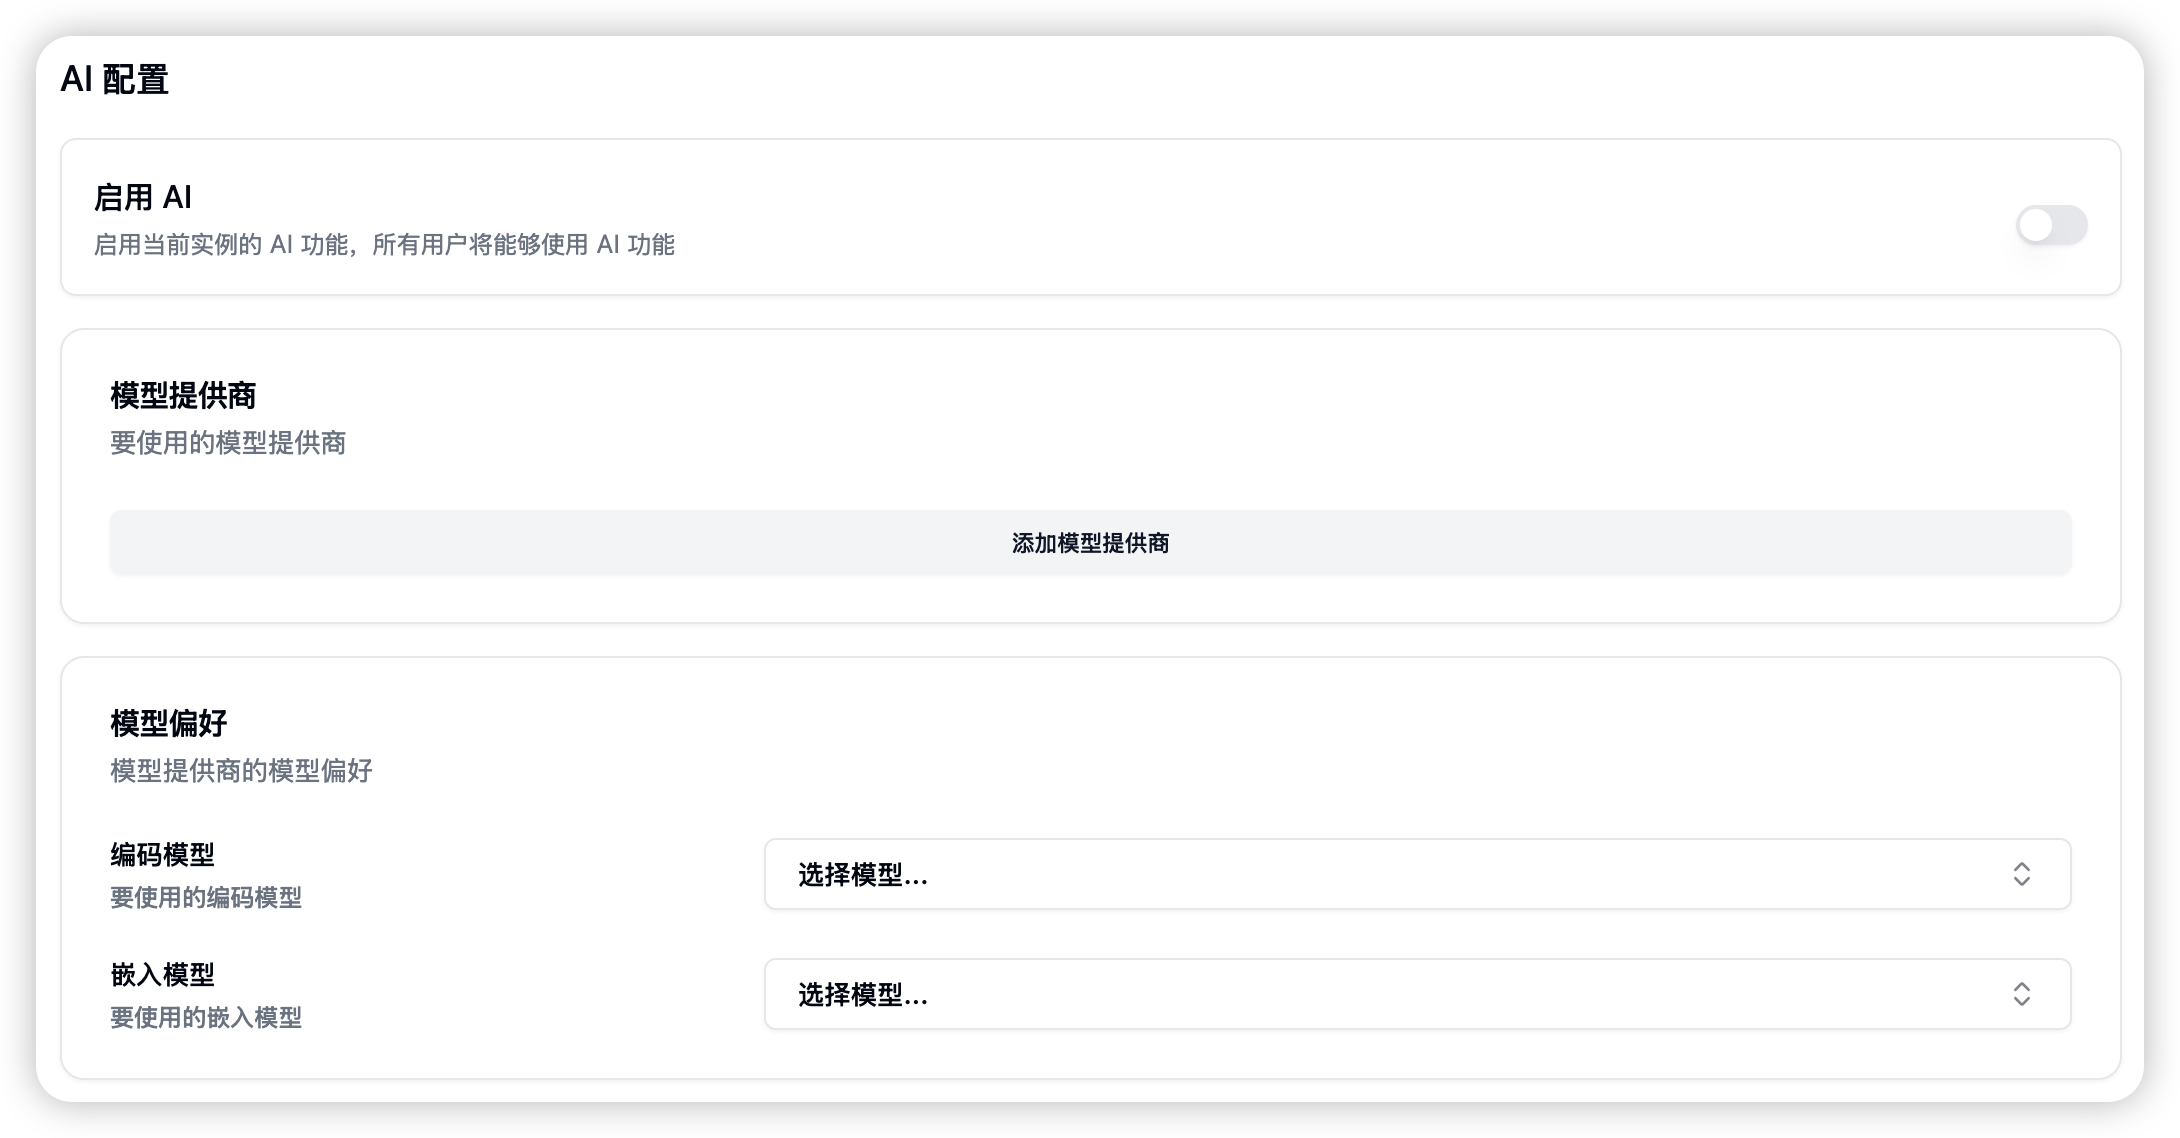 AI 配置
启用 AI
启用当前实例的 AI 功能，所有用户将能够使用 AI 功能
模型提供商
要使用的模型提供商
添加模型提供商
模型偏好
模型提供商的模型偏好
编码模型
要使用的编码模型
选择模型...
嵌入模型
要使用的嵌入模型
选择模型...